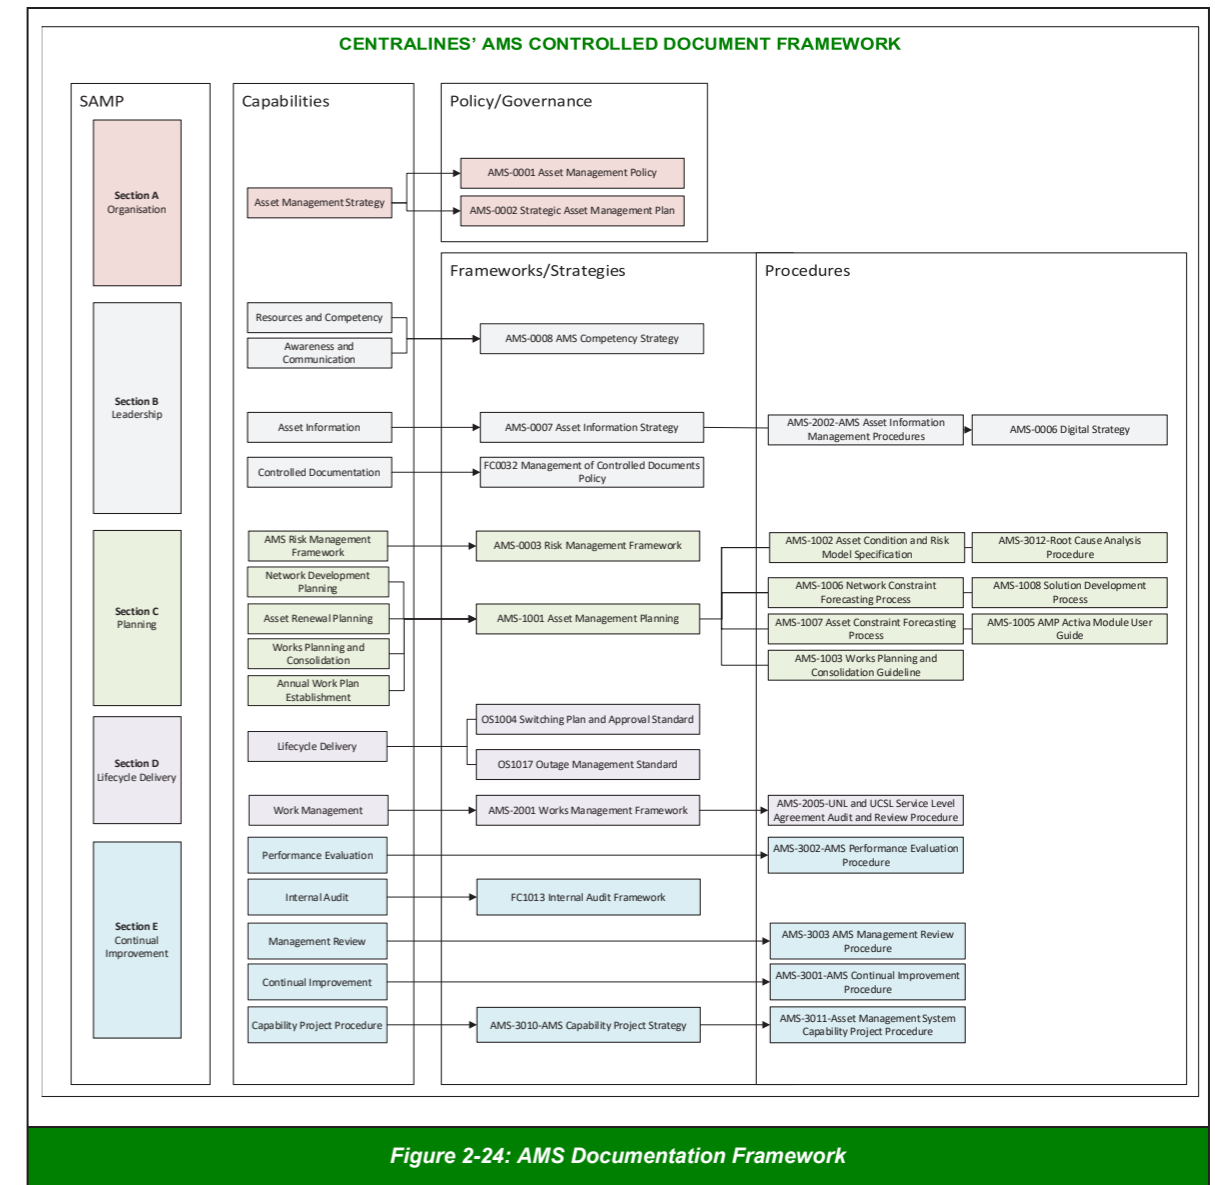 CENTRALINES’ AMS CONTROLLED DOCUMENT FRAMEWORK
SAMP
Capabilities
Policy/Governance
Section A
Organisation
Asset Management Strategy
AMS-0001 Asset Management Policy
AMS-0002 Strategic Asset Management Plan
Frameworks/Strategies
Procedures
Section B
Leadership
Resources and Competency
Awareness and
Communication
AMS-0008 AMS Competency Strategy
Asset Information
AMS-0007 Asset Information Strategy
AMS-2002-AMS Asset Information
Management Procedures
AMS-0006 Digital Strategy
Controlled Documentation
FC0032 Management of Controlled Documents
Policy
Section C
Planning
AMS Risk Management
Framework
AMS-0003 Risk Management Framework
Network Development
Planning
Asset Renewal Planning
Works Planning and
Consolidation
Annual Work Plan
Establishment
AMS-1001 Asset Management Planning
AMS-1002 Asset Condition and Risk
Model Specification
AMS-3012-Root Cause Analysis
Procedure
AMS-1006 Network Constraint
Forecasting Process
AMS-1008 Solution Development
Process
AMS-1007 Asset Constraint Forecasting
Process
AMS-1005 AMP Activa Module User
Guide
AMS-1003 Works Planning and
Consolidation Guideline
Section D
Lifecycle Delivery
Lifecycle Delivery
OS1004 Switching Plan and Approval Standard
OS1017 Outage Management Standard
Work Management
AMS-2001 Works Management Framework
AMS-2005-UNL and UCSL Service Level
Agreement Audit and Review Procedure
Section E
Continual
Improvement
Performance Evaluation
AMS-3002-AMS Performance Evaluation
Procedure
Internal Audit
FC1013 Internal Audit Framework
Management Review
AMS-3003 AMS Management Review
Procedure
Continual Improvement
AMS-3001-AMS Continual Improvement
Procedure
Capability Project Procedure
AMS-3010-AMS Capability Project Strategy
AMS-3011-Asset Management System
Capability Project Procedure
Figure 2-24: AMS Documentation Framework